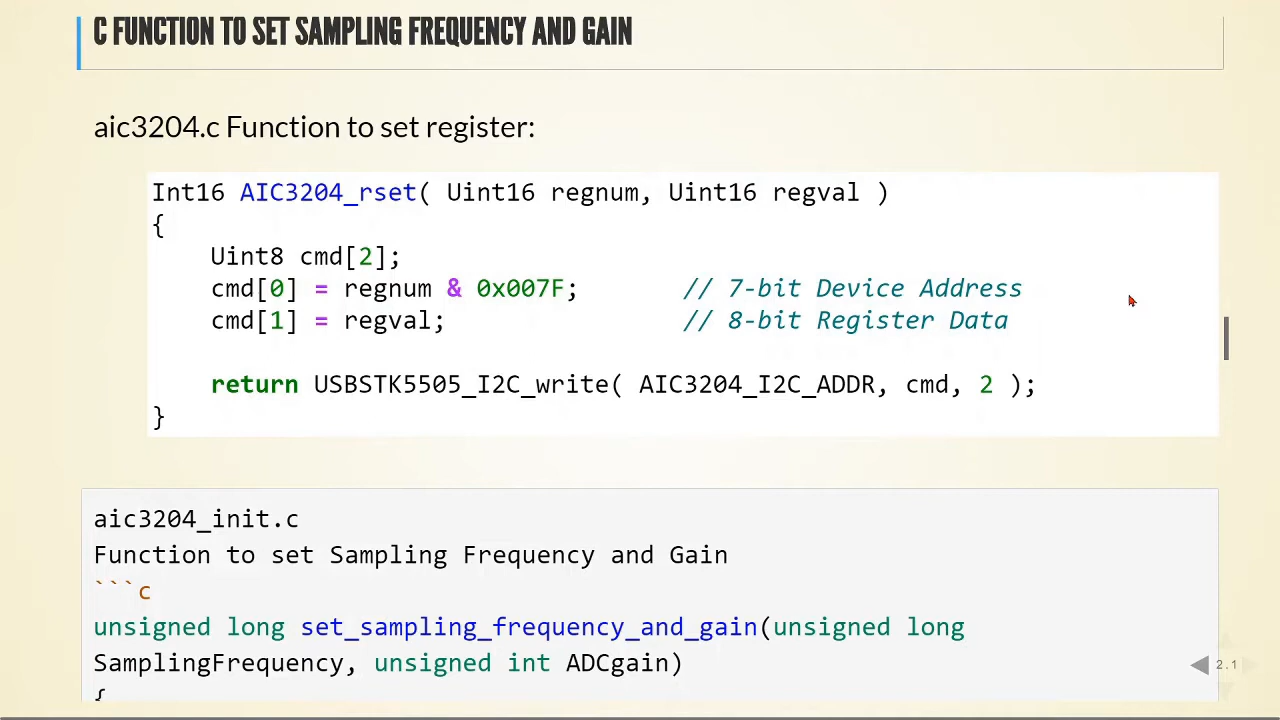 C FUNCTION TO SET SAMPLING FREQUENCY AND GAIN
aic3204.c Function to set register:
Int16 AIC3204_rset( Uint16 regnum, Uint16 regval )
{
    Uint8 cmd[2];
    cmd[0] = regnum & 0x007F;       // 7-bit Device Address
    cmd[1] = regval;                // 8-bit Register Data
    return USBSTK5505_I2C_write( AIC3204_I2C_ADDR, cmd, 2 );
}
aic3204_init.c
Function to set Sampling Frequency and Gain
```c
unsigned long set_sampling_frequency_and_gain(unsigned long
SamplingFrequency, unsigned int ADCgain)
{
2.1